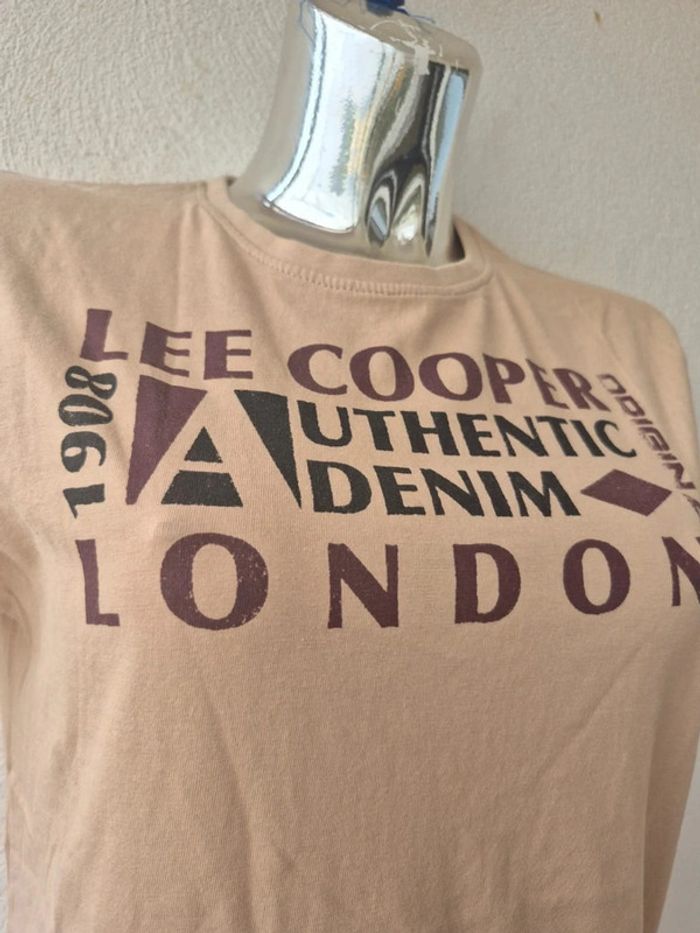 LEE COOPER
1908
AUTHENTIC
DENIM
LONDON